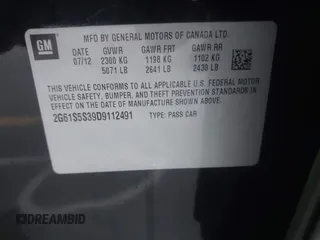 MFD BY GENERAL MOTORS OF CANADA LTD.
GM
DATE GVWR GAWR FRT GAWR RR
07/12 2300 KG 1198 KG 1102 KG
5071 LB 2641 LB 2430 LB
THIS VEHICLE CONFORMS TO ALL APPLICABLE U.S. FEDERAL MOTOR
VEHICLE SAFETY, BUMPER, AND THEFT PREVENTION STANDARDS IN
EFFECT ON THE DATE OF MANUFACTURE SHOWN ABOVE.
2G61S5S39D9112491 TYPE: PASS CAR
DREAMBID